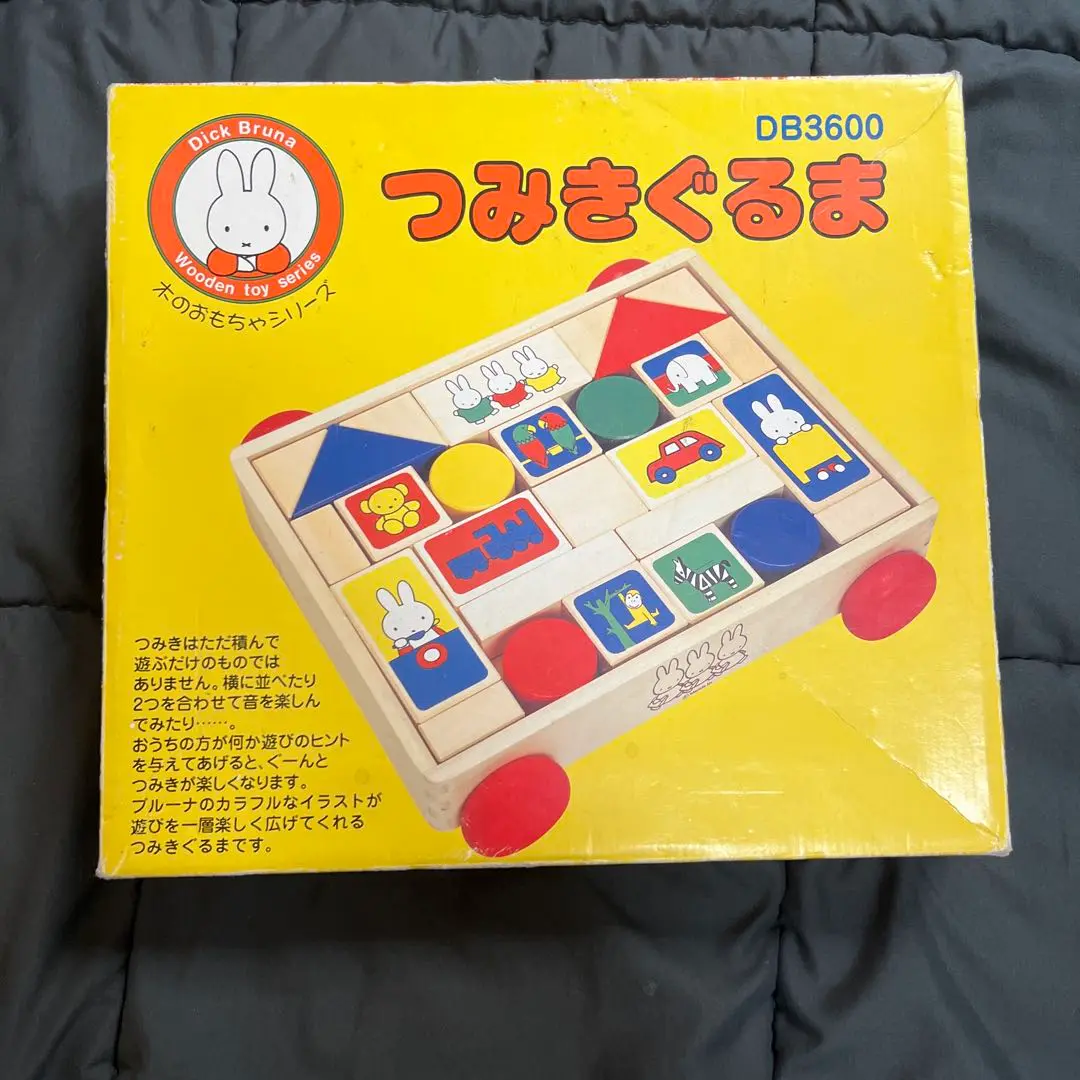 Dick Bruna
Wooden toy series
木のおもちゃシリーズ
DB3600
つみきぐるま
つみきはただ積んで
遊ぶだけのものでは
ありません。横に並べたり
2つを合わせて音を楽しん
でみたり……。
おうちの方が何か遊びのヒント
を与えてあげると、ぐーんと
つみきが楽しくなります。
ブルーナのカラフルなイラストが
遊びを一層楽しく広げてくれる
つみきぐるまです。